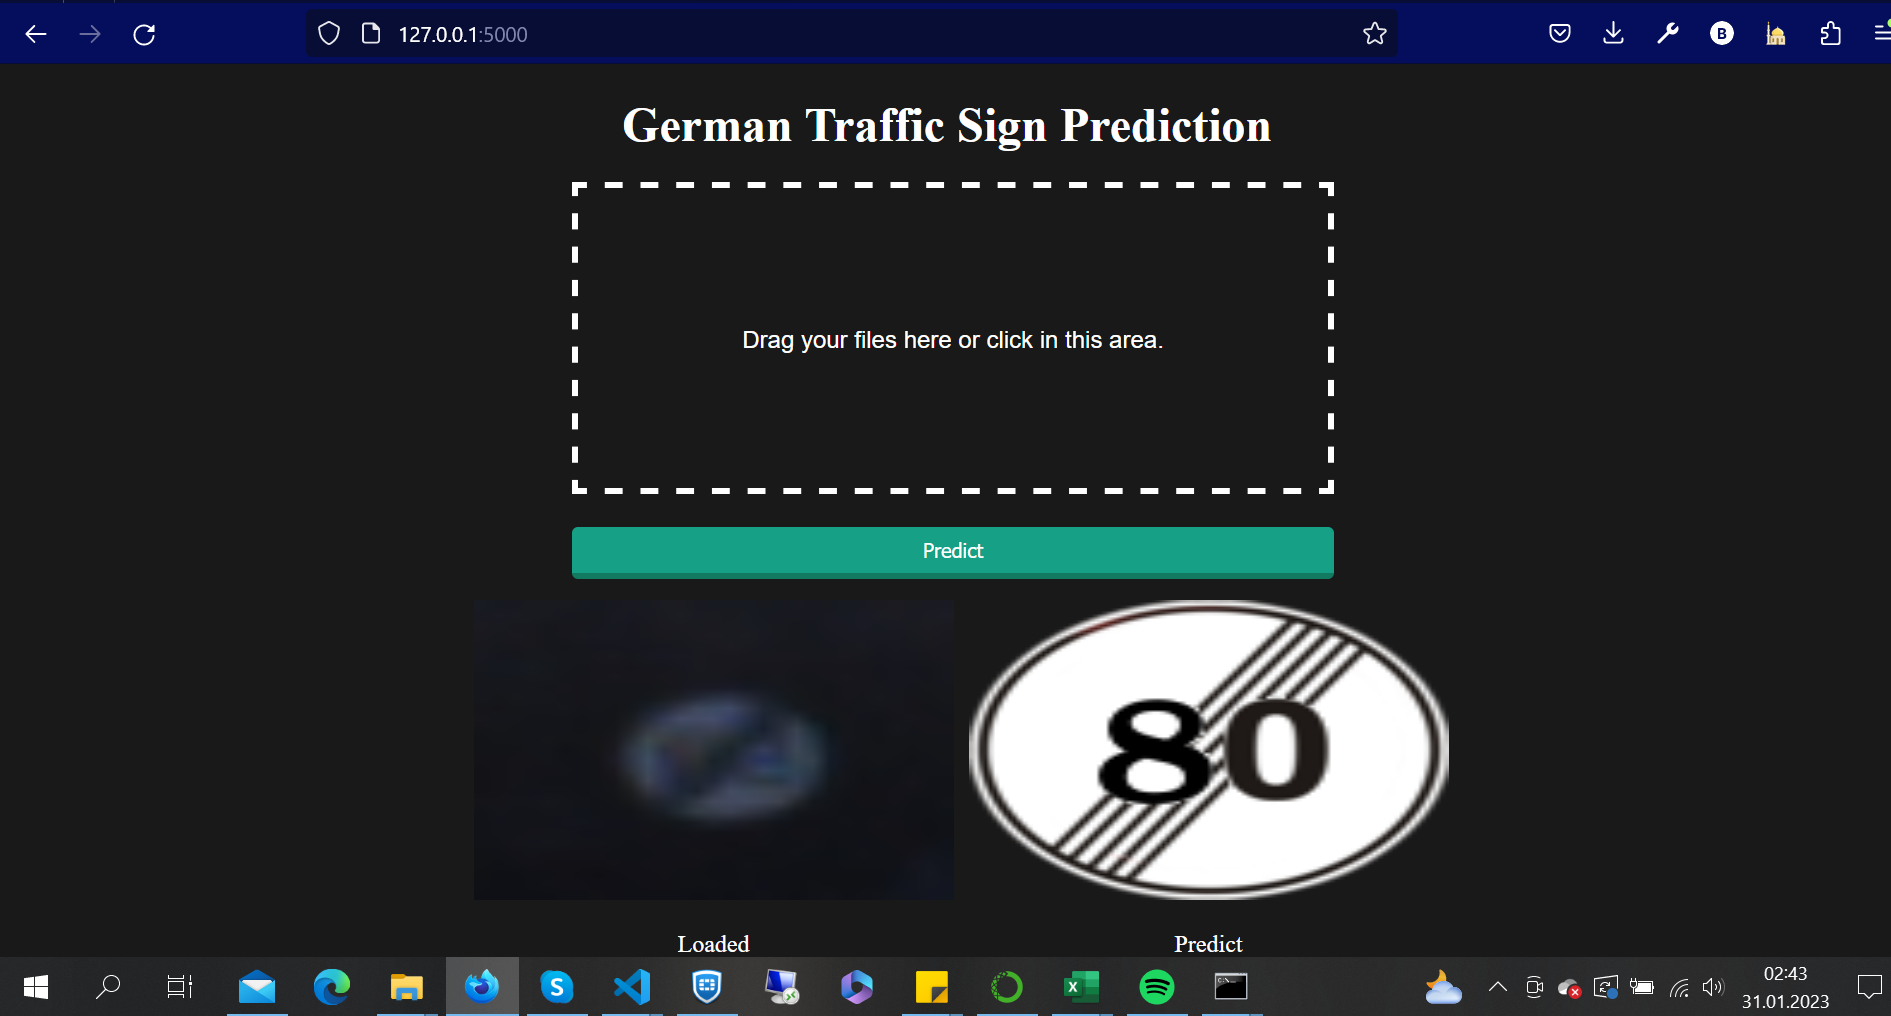 127.0.0.1:5000
B
German Traffic Sign Prediction
Drag your files here or click in this area.
Predict
80
Loaded
Predict
02:43
31.01.2023